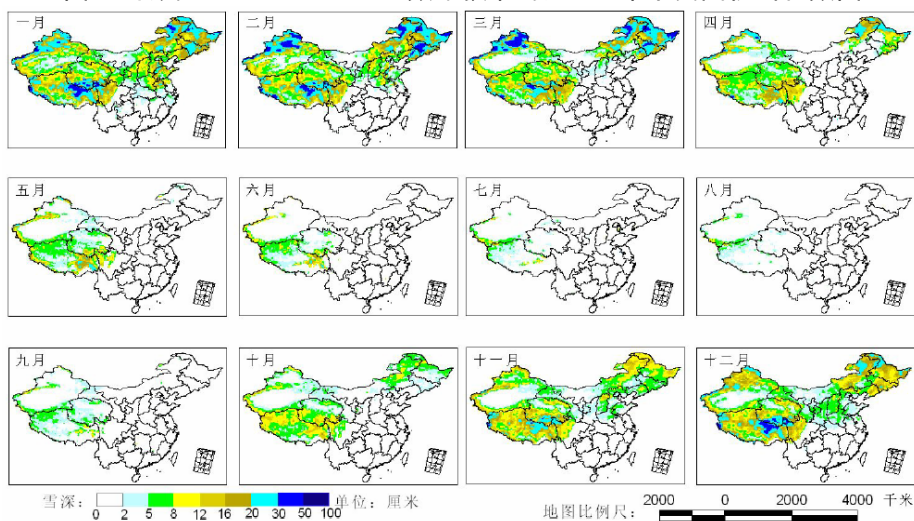 一月 二月 三月 四月
五月 六月 七月 八月
九月 十月 十一月 十二月
雪深： 单位：厘米
0 2 5 8 12 16 20 30 50 100
地图比例尺：
2000 0 2000 4000 千米